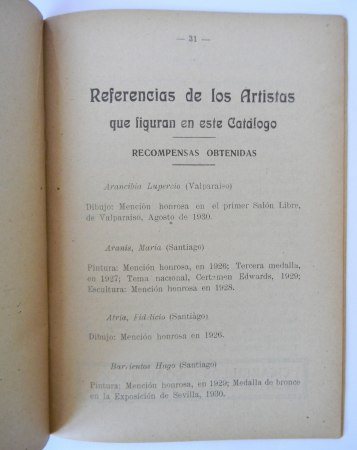 — 31 —
Referencias de los Artistas
que figuran en este Catálogo
RECOMPENSAS OBTENIDAS
Arancibia Lupercio (Valparaíso)
Dibujo: Mención honrosa en el primer Salón Libre,
de Valparaíso, Agosto de 1930.
Aranis, María (Santiago)
Pintura: Mención honrosa, en 1926; Tercera medalla,
en 1927; Tema nacional, Certamen Edwards, 1929;
Escultura: Mención honrosa en 1928.
Atria, Fidelicio (Santiago)
Dibujo: Mención honrosa en 1926.
Barrientos Hugo (Santiago)
Pintura: Mención honrosa, en 1929; Medalla de bronce
en la Exposición de Sevilla, 1930.